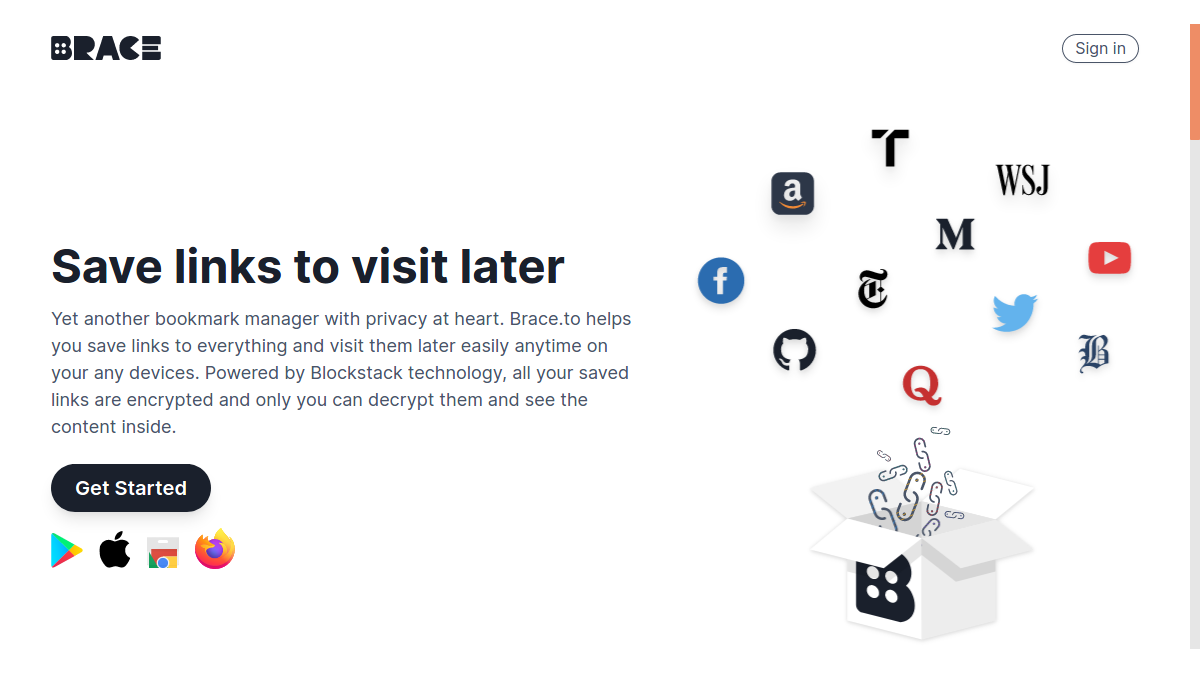 BRACE
Sign in
T
WSJ
a
M
f
T
Q
B
Save links to visit later
Yet another bookmark manager with privacy at heart. Brace.to helps
you save links to everything and visit them later easily anytime on
your any devices. Powered by Blockstack technology, all your saved
links are encrypted and only you can decrypt them and see the
content inside.
Get Started
B